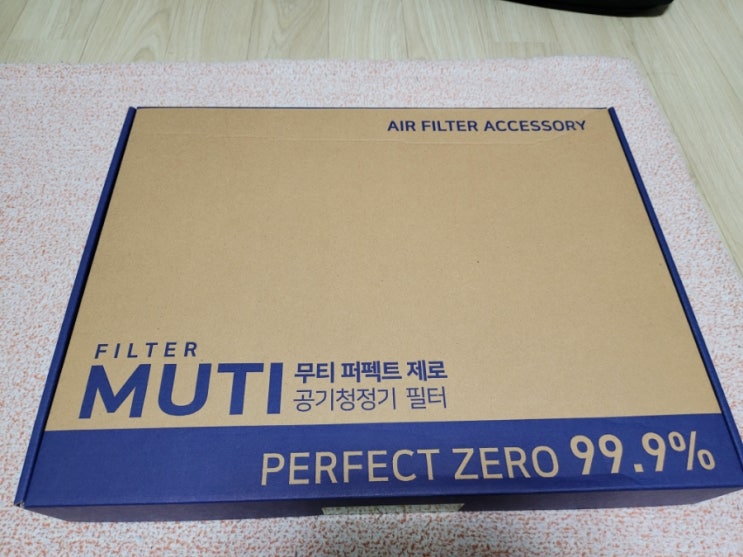 AIR FILTER ACCESSORY
FILTER
MUTI
무티 퍼펙트 제로
공기청정기 필터
PERFECT ZERO 99.9%